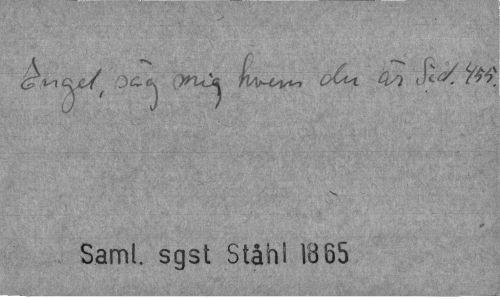 Engel, säg mig hvem du är Sid. 455.
Saml. sgst Ståhl 1865